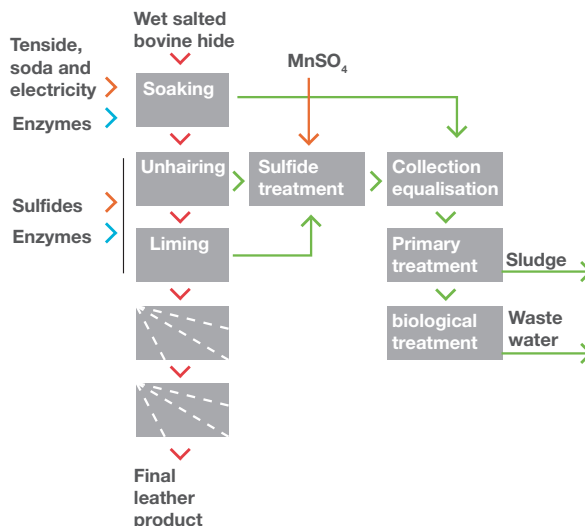 Wet salted
bovine hide
Tenside,
soda and
electricity
Enzymes
Soaking
MnSO₄
Unhairing
Sulfide
treatment
Collection
equalisation
Sulfides
Enzymes
Liming
Primary
treatment
Sludge
biological
treatment
Waste
water
Final
leather
product